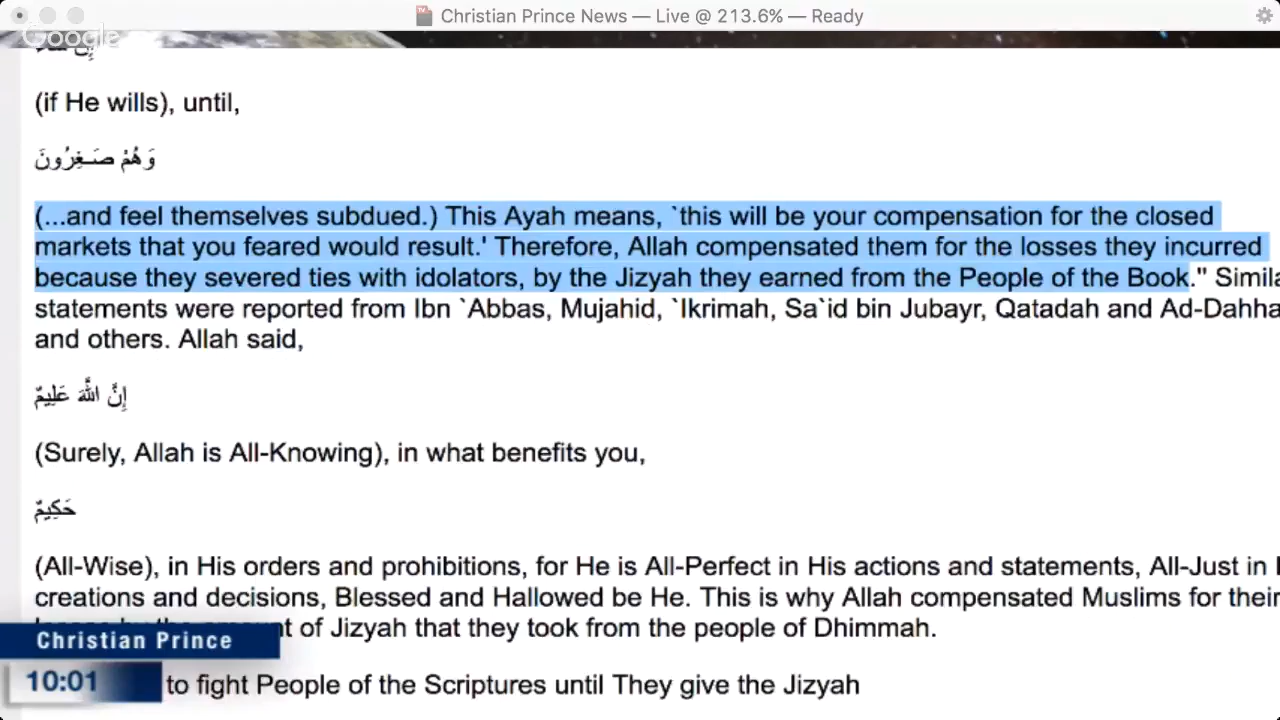 Christian Prince News — Live @ 213.6% — Ready
Google
(if He wills), until,
وَهُمْ صَـغِرُونَ
(...and feel themselves subdued.) This Ayah means, `this will be your compensation for the closed
markets that you feared would result.' Therefore, Allah compensated them for the losses they incurred
because they severed ties with idolators, by the Jizyah they earned from the People of the Book." Simila
statements were reported from Ibn `Abbas, Mujahid, `Ikrimah, Sa`id bin Jubayr, Qatadah and Ad-Dahha
and others. Allah said,
إِنَّ اللَّهَ عَلِيمٌ
(Surely, Allah is All-Knowing), in what benefits you,
حَكِيمٌ
(All-Wise), in His orders and prohibitions, for He is All-Perfect in His actions and statements, All-Just in
creations and decisions, Blessed and Hallowed be He. This is why Allah compensated Muslims for their
of Jizyah that they took from the people of Dhimmah.
Christian Prince
10:01
to fight People of the Scriptures until They give the Jizyah